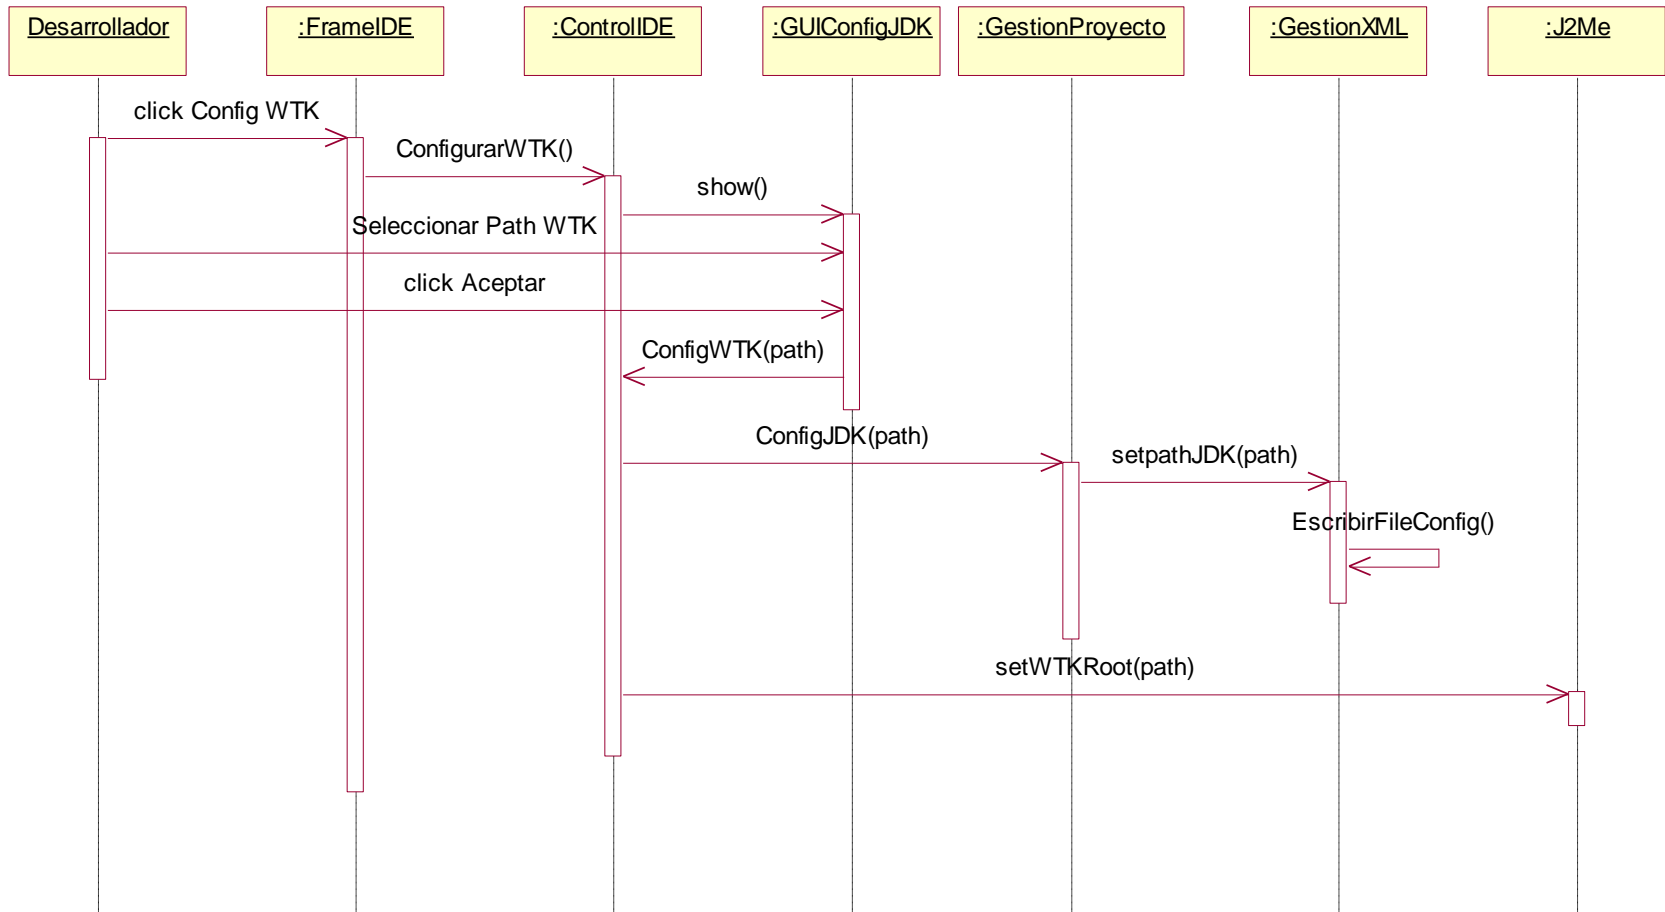 Desarrollador
:FrameIDE
:ControlIDE
:GUIConfigJDK
:GestionProyecto
:GestionXML
:J2Me
click Config WTK
ConfigurarWTK()
show()
Seleccionar Path WTK
click Aceptar
ConfigWTK(path)
ConfigJDK(path)
setpathJDK(path)
EscribirFileConfig()
setWTKRoot(path)